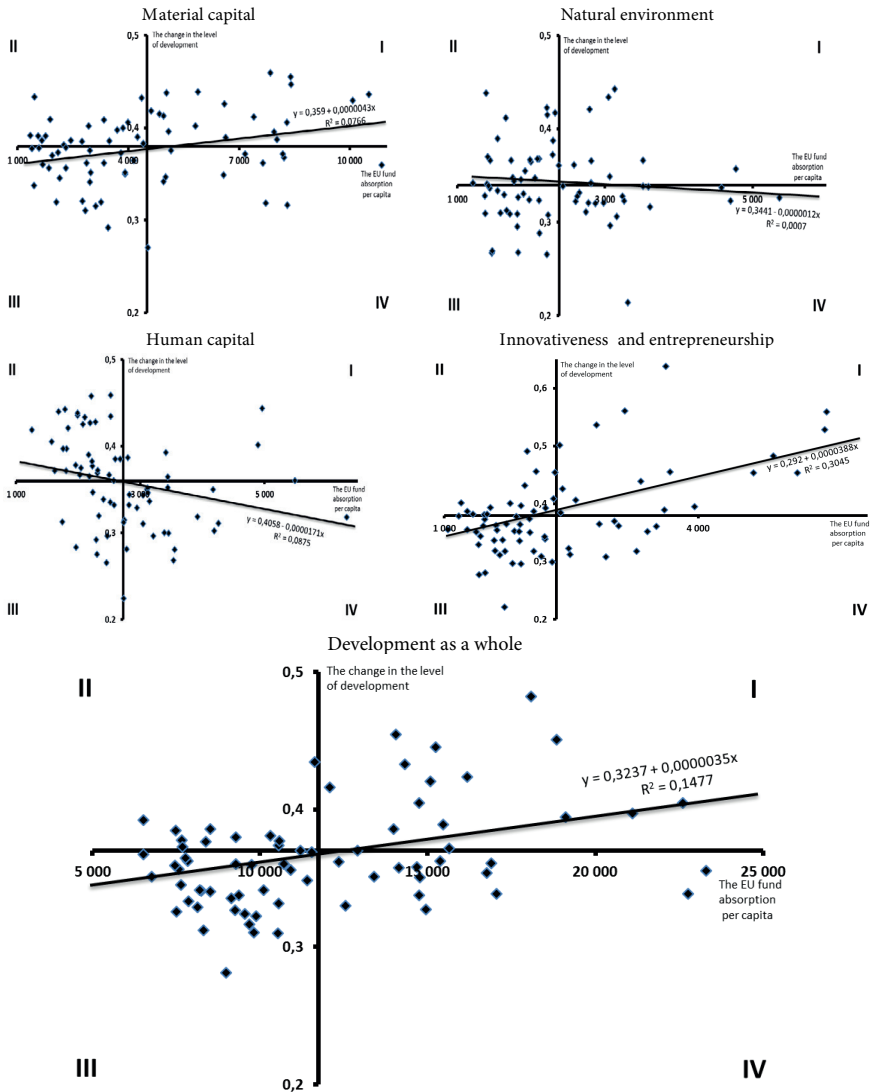 Material capital
II
0,5
The change in the level
of development
I
0,4
y = 0,359 + 0,0000043x
R² = 0,0766
1 000
4 000
7 000
10 000
The EU fund
absorption
per capita
0,3
III
0,2
IV
Natural environment
II
0,5
The change in the level
of development
I
0,4
The EU fund
absorption
per capita
1 000
3 000
5 000
0,3
y = 0,3441 - 0,0000012x
R² = 0,0007
III
0,2
IV
Human capital
II
0,5
The change in the level
of development
I
0,4
1 000
3 000
5 000
The EU fund
absorption
per capita
0,3
y = 0,4058 - 0,0000171x
R² = 0,0875
III
0,2
IV
Innovativeness and entrepreneurship
II
The change in the level
of development
I
0,6
0,5
y = 0,292 + 0,0000388x
R² = 0,3045
0,4
1 000
4 000
The EU fund
absorption
per capita
0,3
III
0,2
IV
Development as a whole
II
0,5
The change in the level
of development
I
y = 0,3237 + 0,0000035x
R² = 0,1477
0,4
5 000
10 000
15 000
20 000
25 000
The EU fund
absorption
per capita
0,3
III
0,2
IV